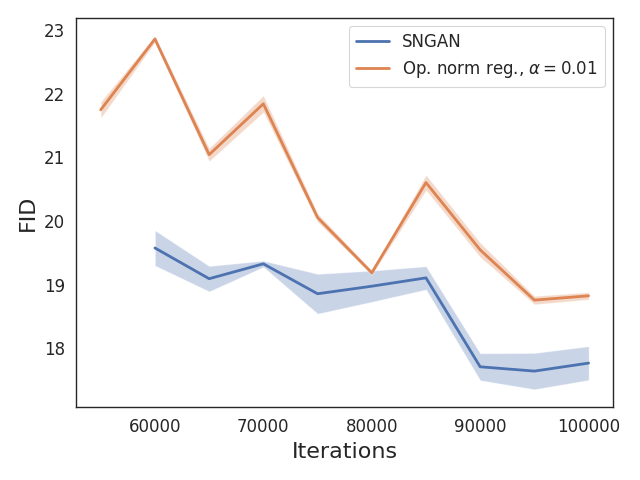 SNGAN
Op. norm reg., α = 0.01
FID
23
22
21
20
19
18
60000 70000 80000 90000 100000
Iterations